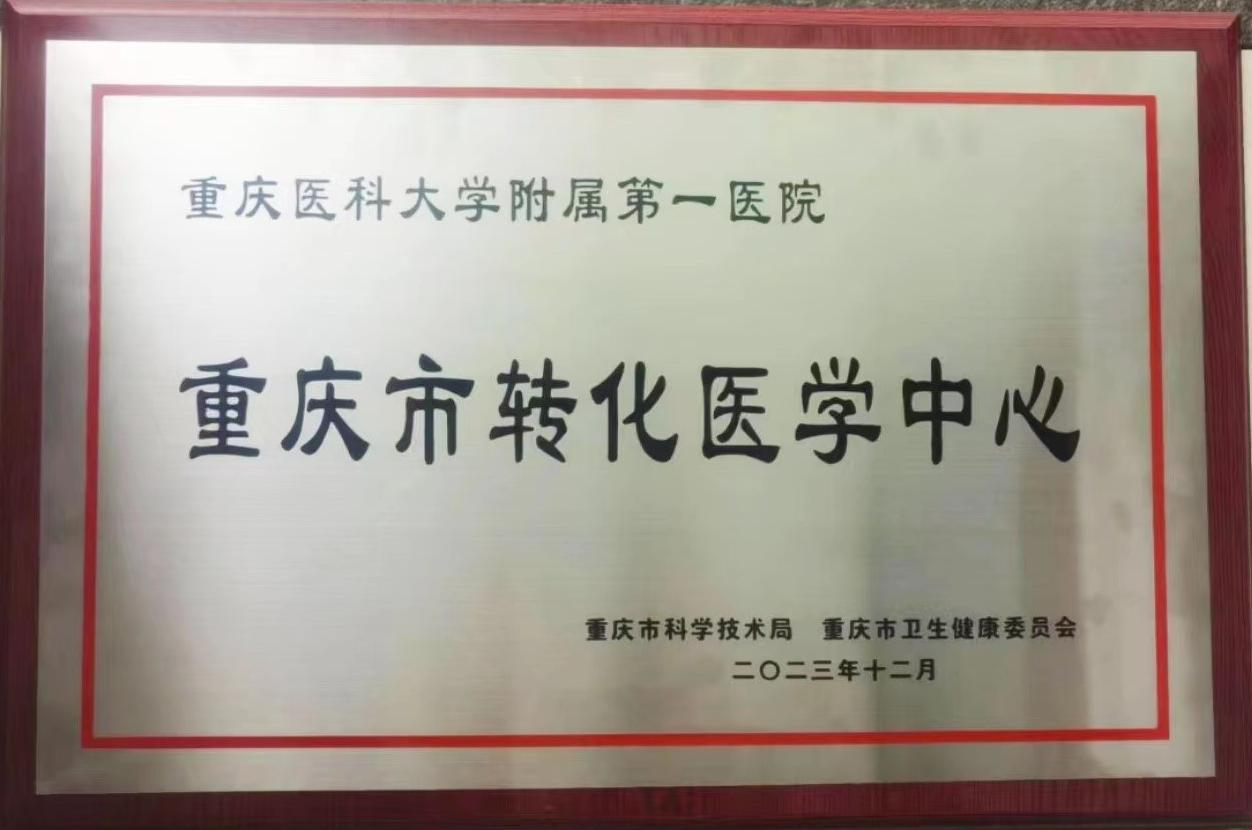 重庆医科大学附属第一医院
重庆市转化医学中心
重庆市科学技术局 重庆市卫生健康委员会
二〇二三年十二月